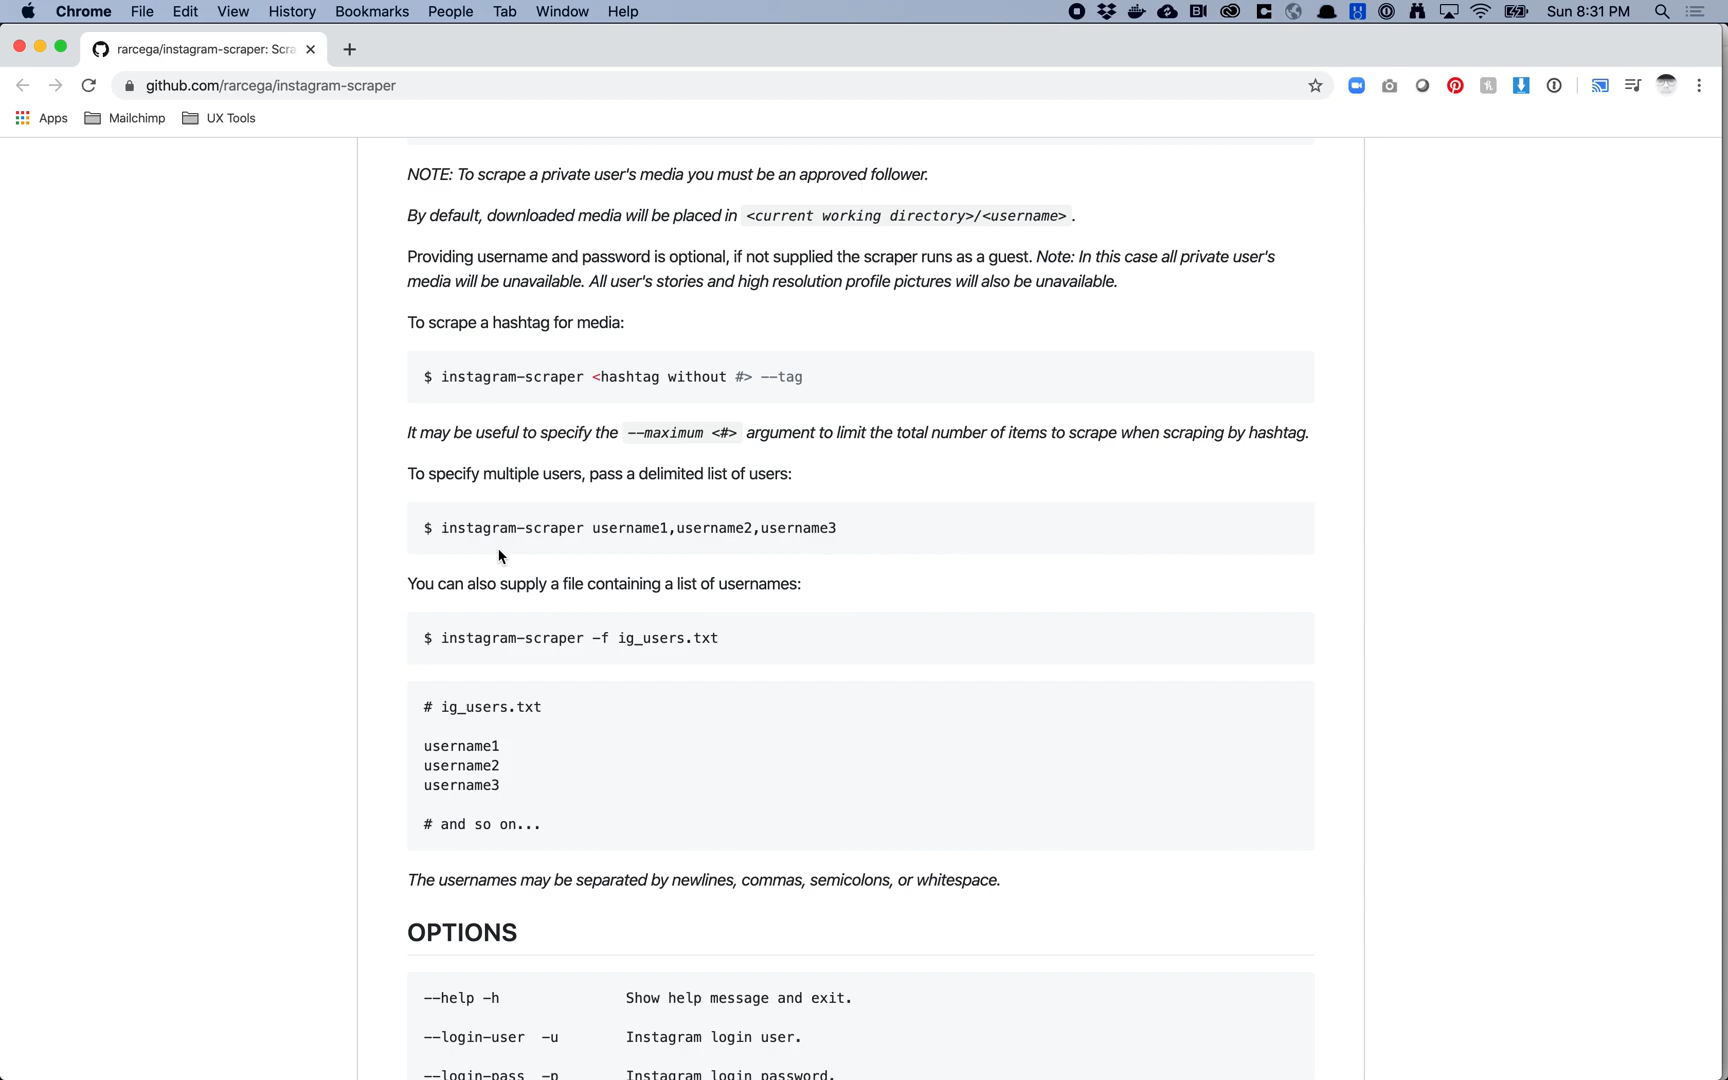 Chrome File Edit View History Bookmarks People Tab Window Help Sun 8:31 PM
rarcega/instagram-scraper: Scra
github.com/rarcega/instagram-scraper
Apps Mailchimp UX Tools
NOTE: To scrape a private user's media you must be an approved follower.
By default, downloaded media will be placed in <current working directory>/<username> .
Providing username and password is optional, if not supplied the scraper runs as a guest. Note: In this case all private user's
media will be unavailable. All user's stories and high resolution profile pictures will also be unavailable.
To scrape a hashtag for media:
$ instagram-scraper <hashtag without #> --tag
It may be useful to specify the --maximum <#> argument to limit the total number of items to scrape when scraping by hashtag.
To specify multiple users, pass a delimited list of users:
$ instagram-scraper username1,username2,username3
You can also supply a file containing a list of usernames:
$ instagram-scraper -f ig_users.txt
# ig_users.txt
username1
username2
username3
# and so on...
The usernames may be separated by newlines, commas, semicolons, or whitespace.
OPTIONS
--help -h Show help message and exit.
--login-user -u Instagram login user.
--login-pass -p Instagram login password.